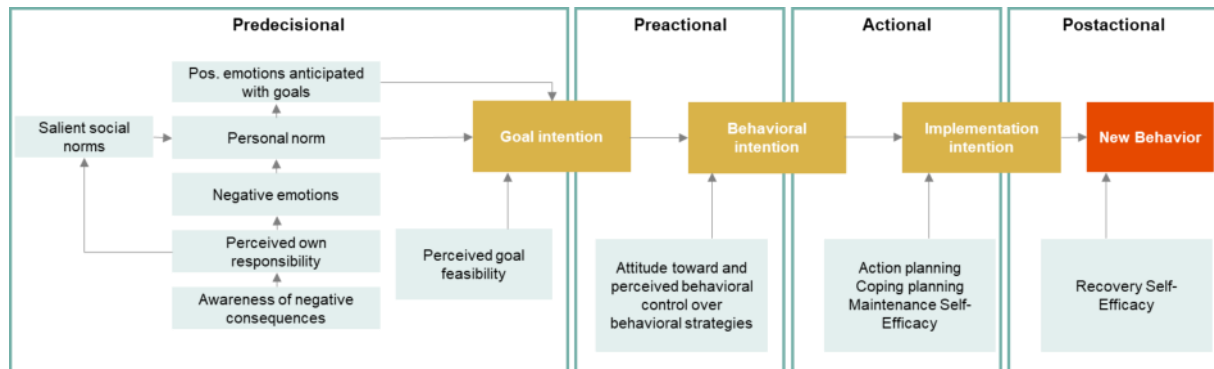 Predecisional
Preactional
Actional
Postactional
Pos. emotions anticipated
with goals
Salient social
norms
Personal norm
Goal intention
Behavioral
intention
Implementation
intention
New Behavior
Negative emotions
Perceived own
responsibility
Awareness of negative
consequences
Perceived goal
feasibility
Attitude toward and
perceived behavioral
control over
behavioral strategies
Action planning
Coping planning
Maintenance Self-
Efficacy
Recovery Self-
Efficacy